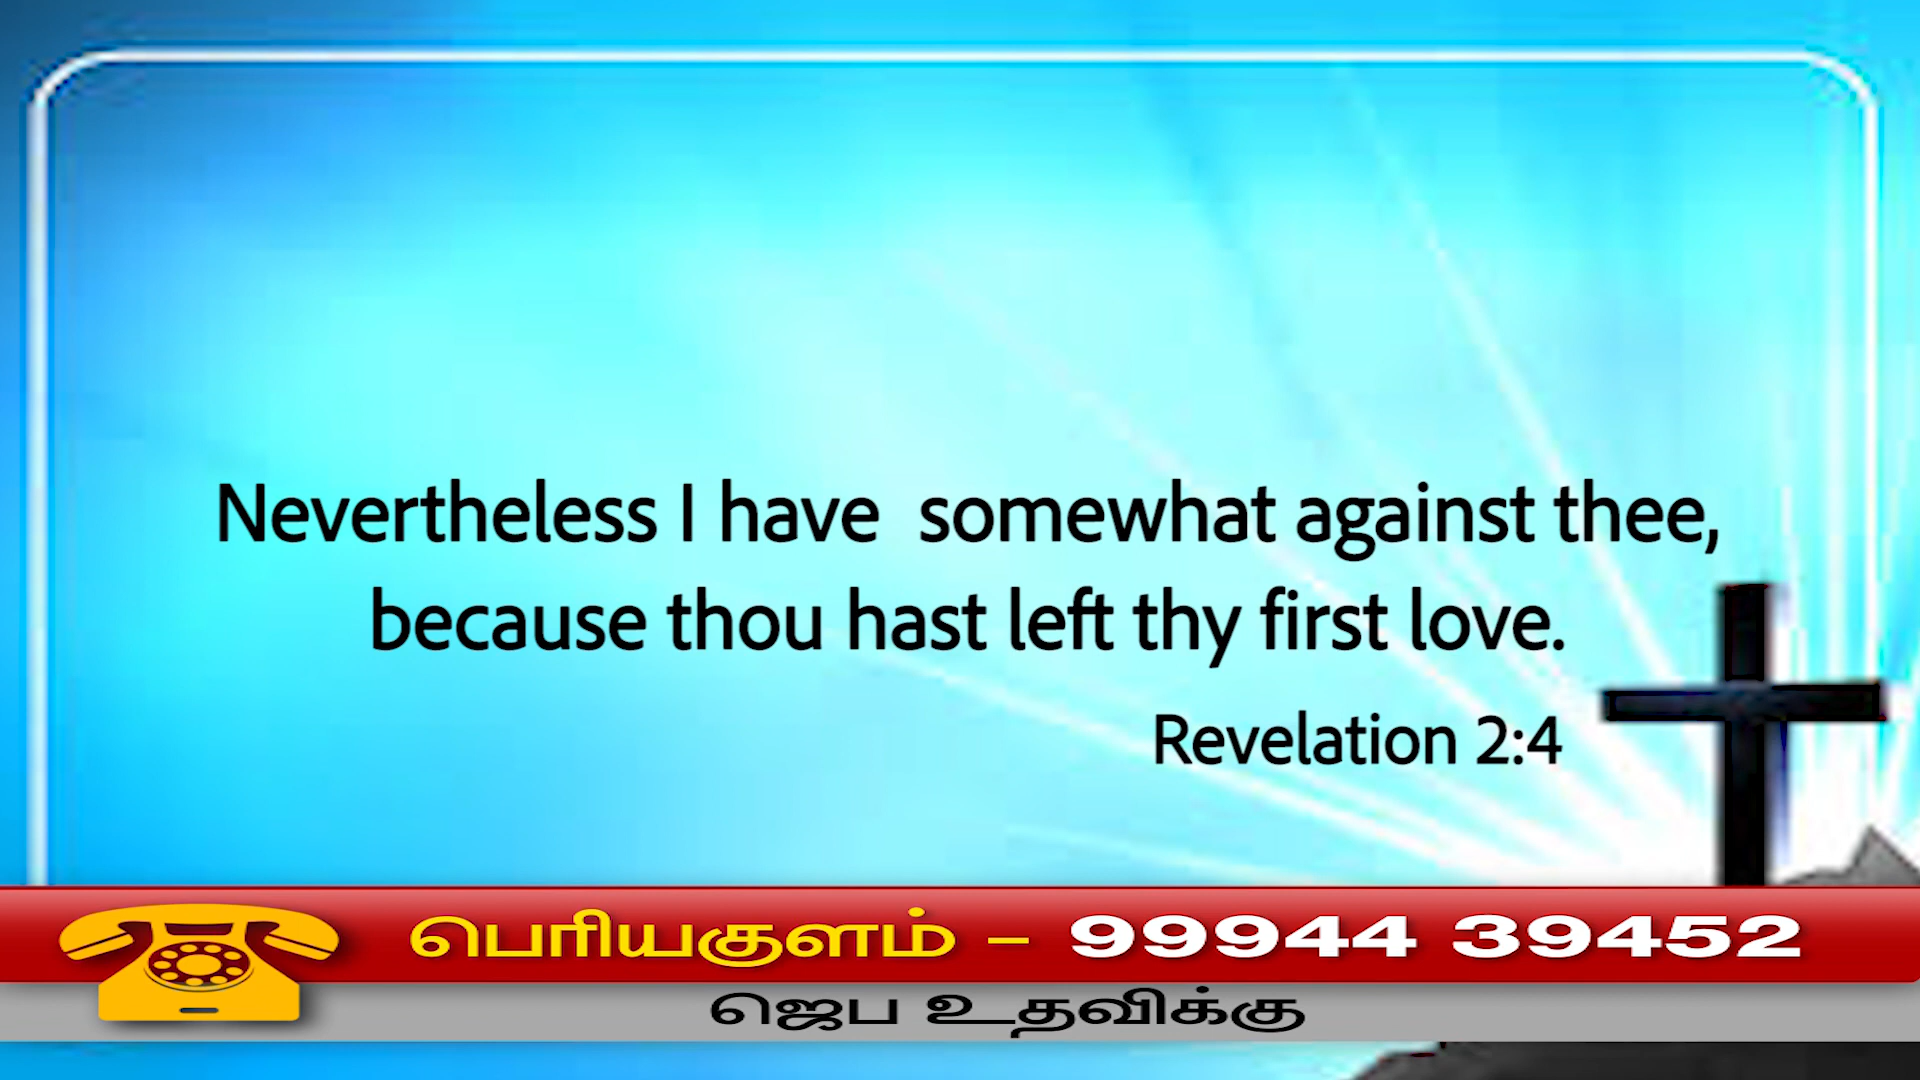 Nevertheless I have somewhat against thee,
because thou hast left thy first love.
Revelation 2:4
பெரியகுளம் – 99944 39452
ஜெப உதவிக்கு